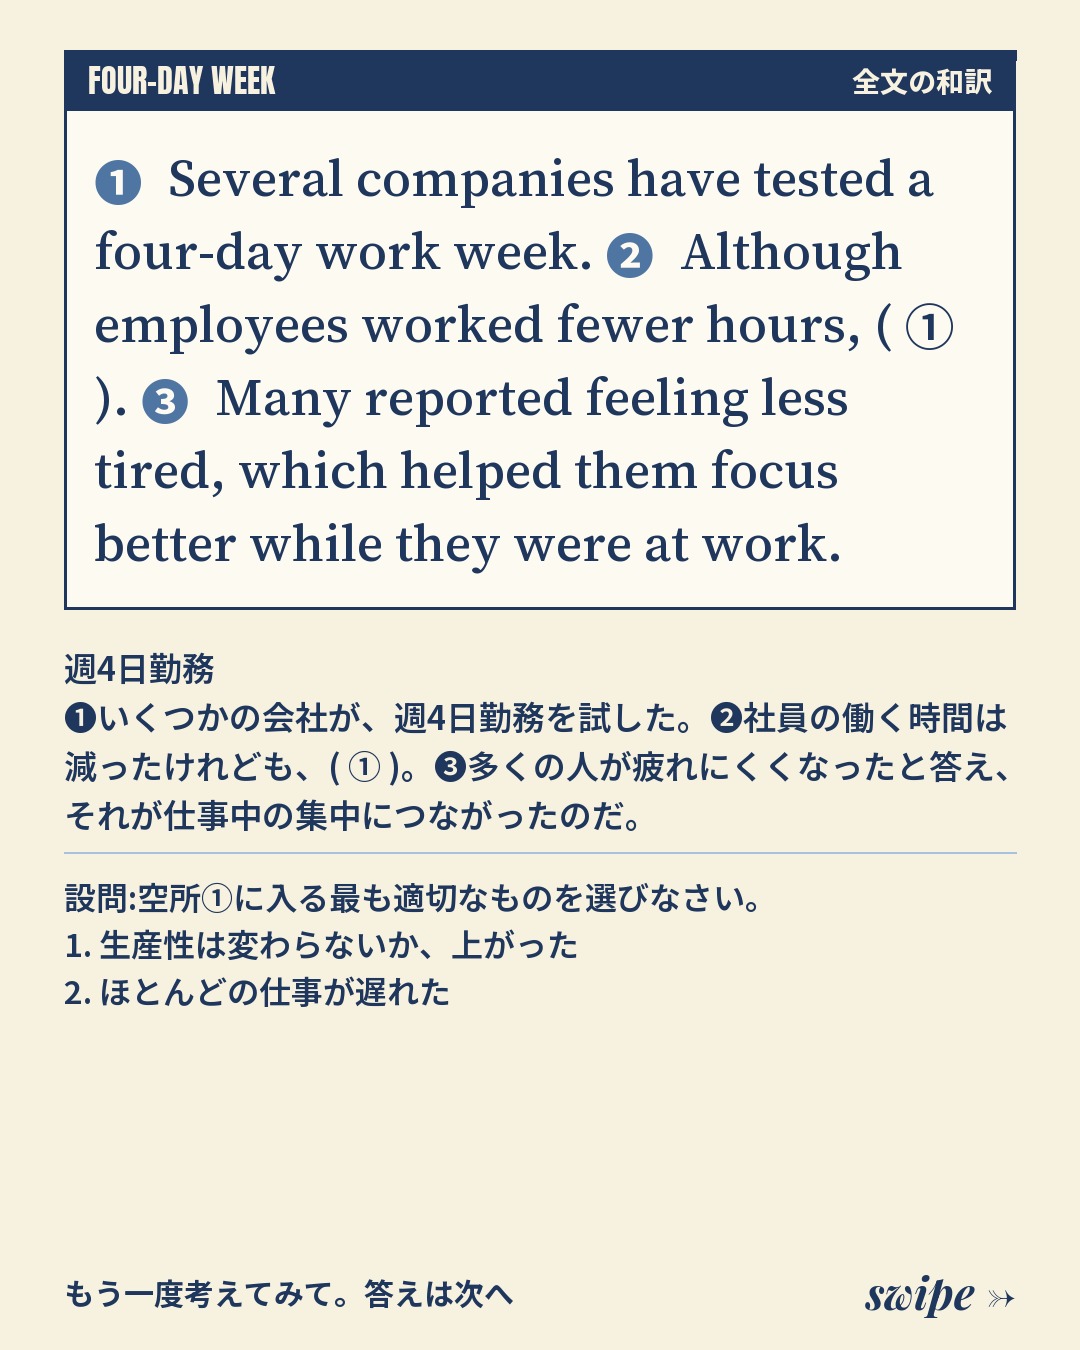 FOUR-DAY WEEK
全文の和訳
❶ Several companies have tested a
four-day work week. ❷ Although
employees worked fewer hours, ( ①
). ❸ Many reported feeling less
tired, which helped them focus
better while they were at work.
週4日勤務
❶いくつかの会社が、週4日勤務を試した。❷社員の働く時間は
減ったけれども、( ① )。❸多くの人が疲れにくくなったと答え、
それが仕事中の集中につながったのだ。
設問:空所①に入る最も適切なものを選びなさい。
1. 生産性は変わらないか、上がった
2. ほとんどの仕事が遅れた
もう一度考えてみて。答えは次へ
swipe